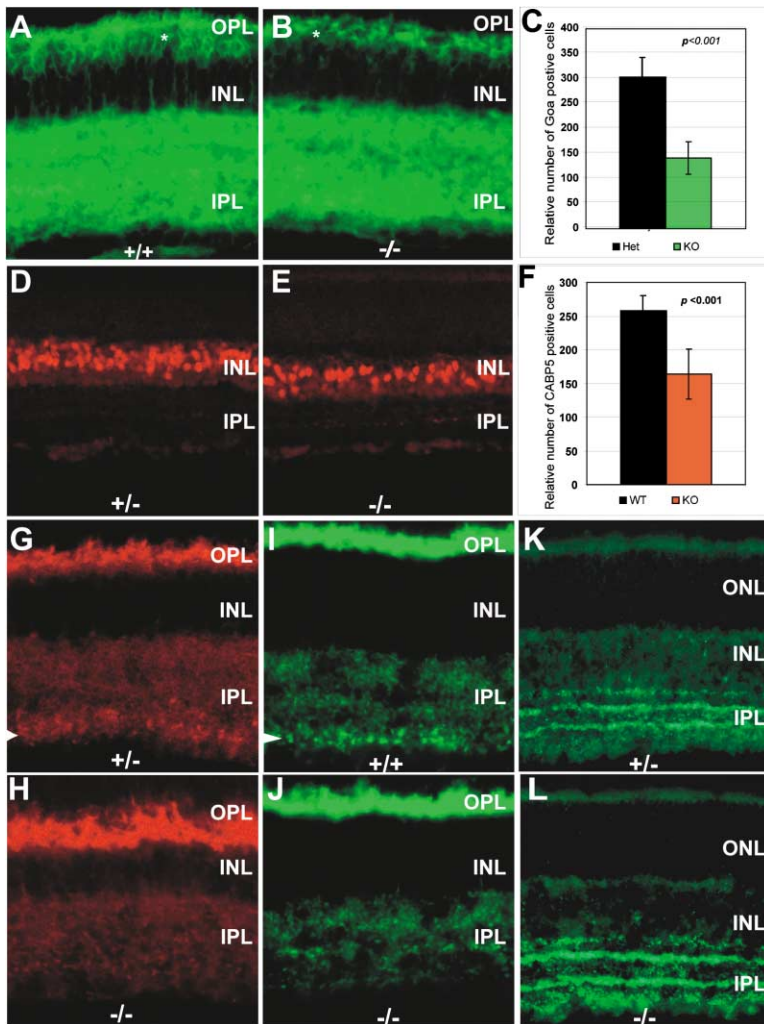 A
OPL
*
INL
IPL
+/+
B
OPL
*
INL
IPL
-/-
C
p<0.001
Relative number of Goa postive cells
400
350
300
250
200
150
100
50
0
Het KO
D
INL
IPL
+/-
E
INL
IPL
-/-
F
p <0.001
Relative number of CABP5 positive cells
300
250
200
150
100
50
0
WT KO
G
OPL
INL
IPL
+/-
I
OPL
INL
IPL
+/+
K
ONL
INL
IPL
+/-
H
OPL
INL
IPL
-/-
J
OPL
INL
IPL
-/-
L
ONL
INL
IPL
-/-